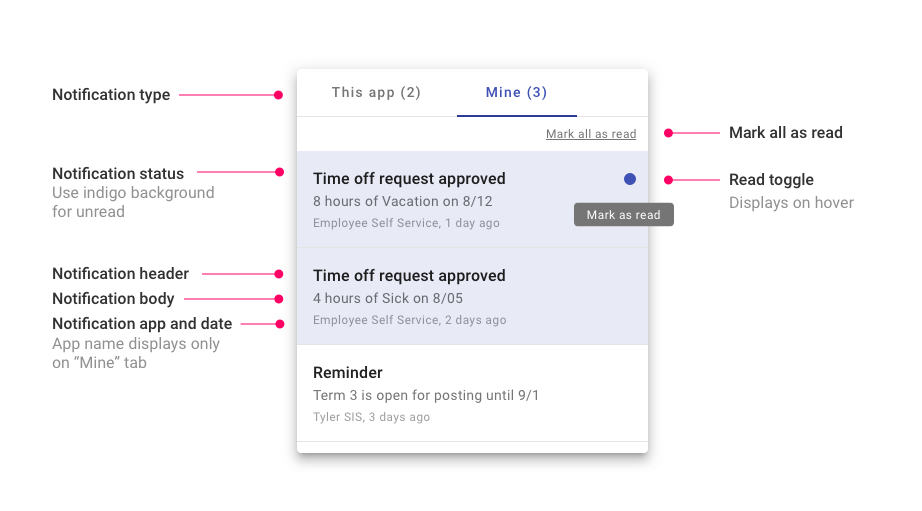 Notification type
This app (2)
Mine (3)
Mark all as read
Mark all as read
Notification status
Use indigo background
for unread
Time off request approved
8 hours of Vacation on 8/12
Employee Self Service, 1 day ago
Mark as read
Read toggle
Displays on hover
Notification header
Notification body
Notification app and date
App name displays only
on “Mine” tab
Time off request approved
4 hours of Sick on 8/05
Employee Self Service, 2 days ago
Reminder
Term 3 is open for posting until 9/1
Tyler SIS, 3 days ago